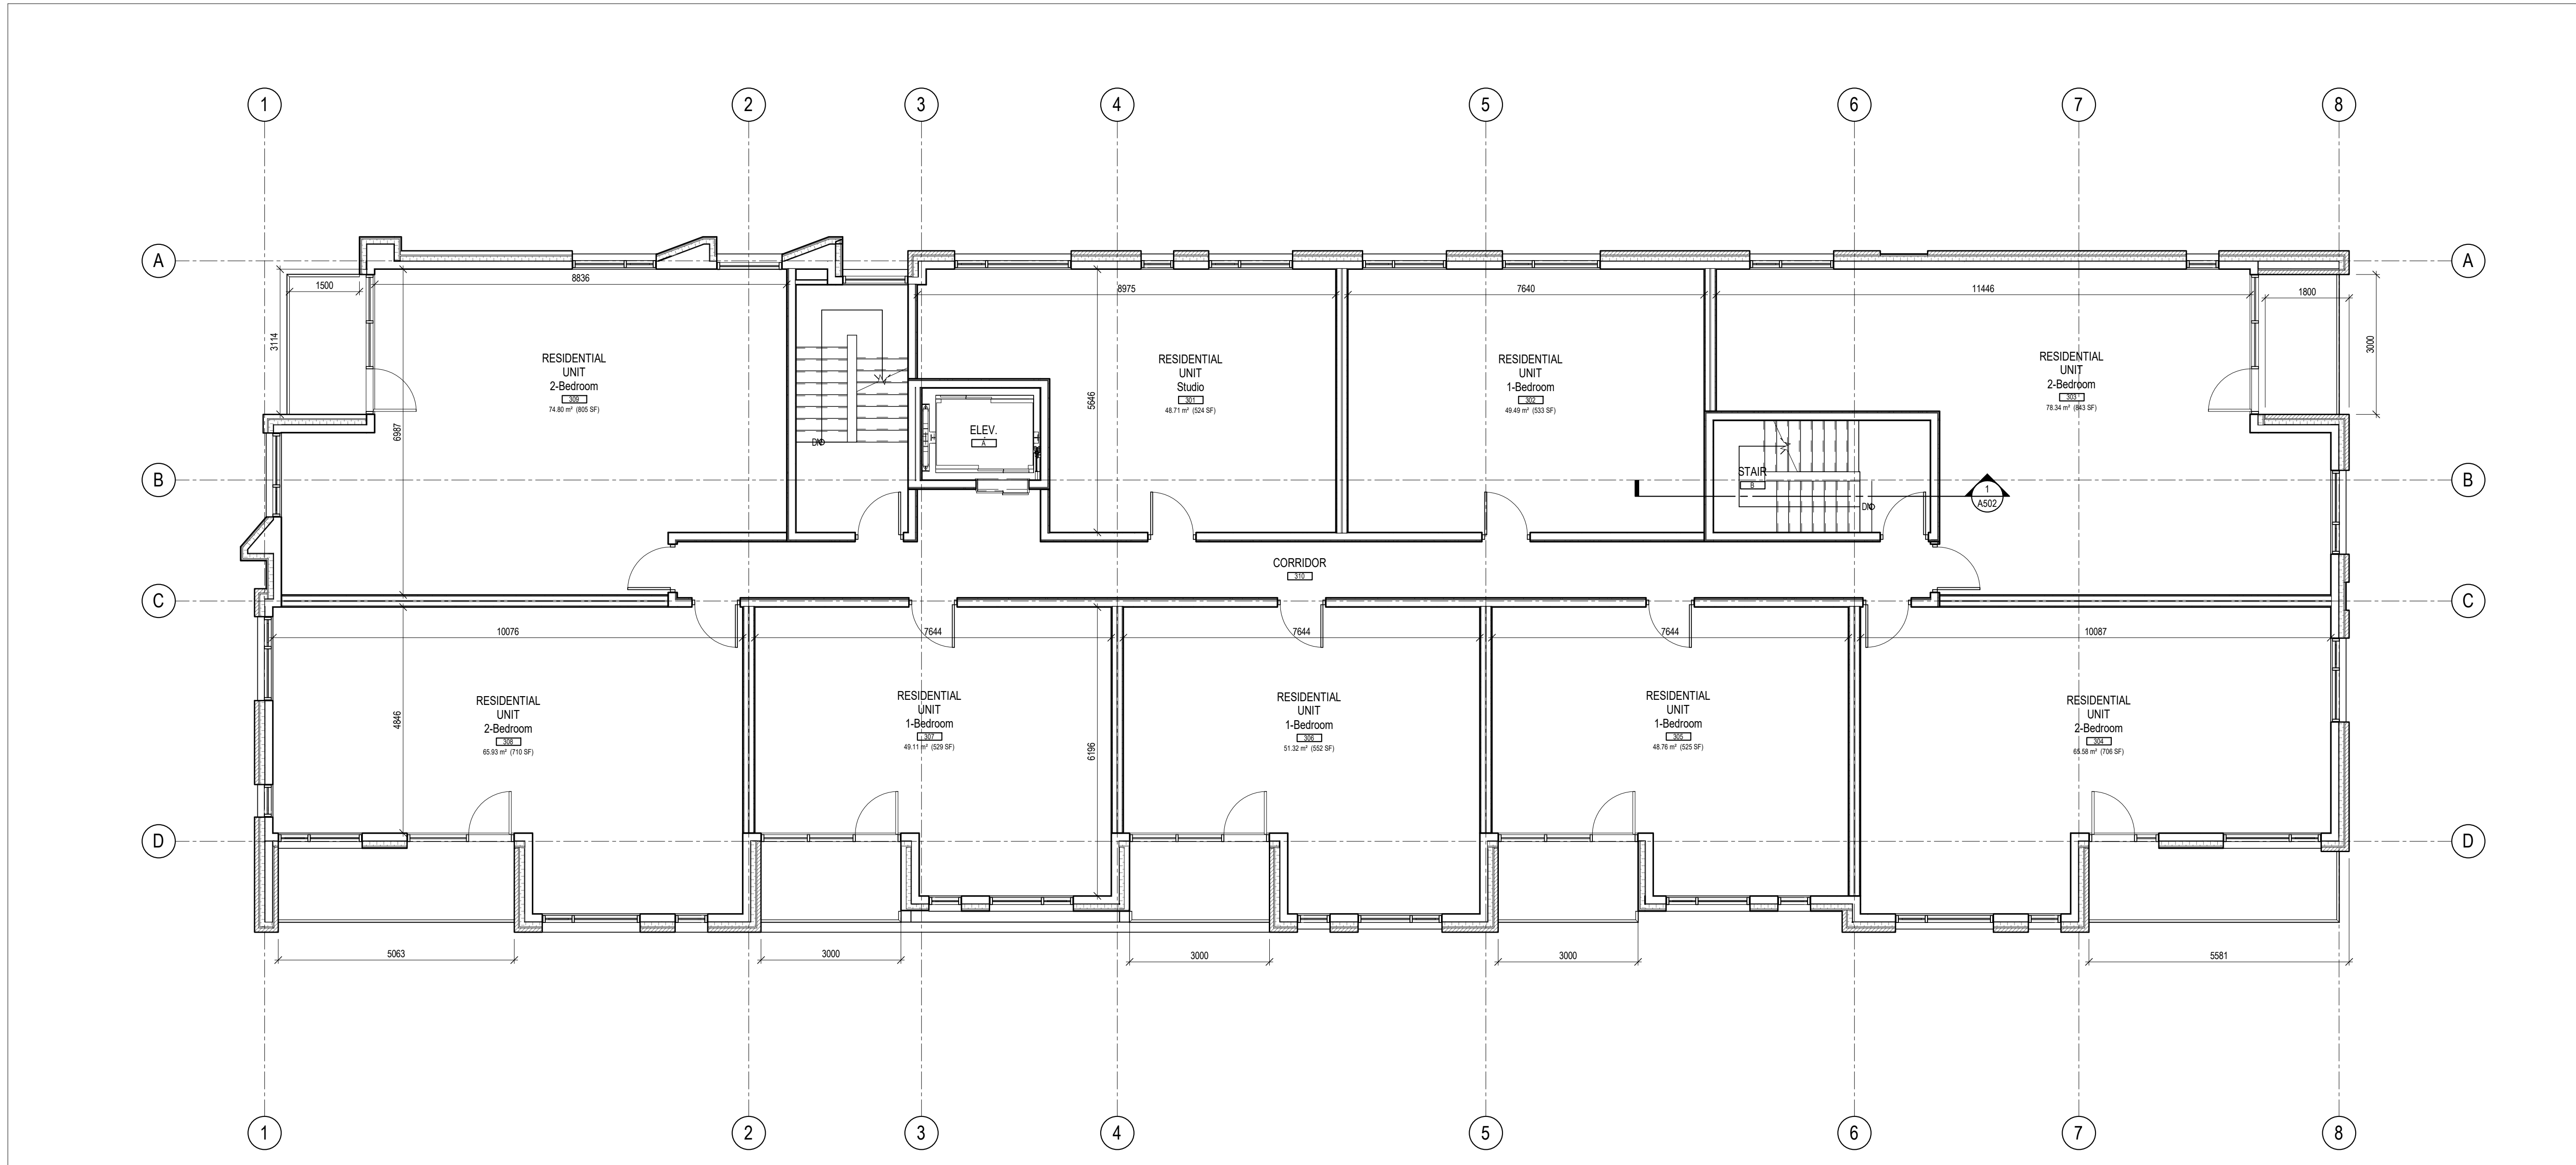 1 2 3 4 5 6 7 8
A A
1500
8836
8975
7640
11446
1800
3114
3000
RESIDENTIAL
UNIT
2-Bedroom
309
74.80 m² (805 SF)
6987
5646
RESIDENTIAL
UNIT
Studio
301
48.71 m² (524 SF)
RESIDENTIAL
UNIT
1-Bedroom
302
49.49 m² (533 SF)
RESIDENTIAL
UNIT
2-Bedroom
303
78.34 m² (843 SF)
ELEV.
A
DN
STAIR
B
DN
1
A502
B B
CORRIDOR
310
C C
10076
7644
7644
7644
10087
RESIDENTIAL
UNIT
2-Bedroom
308
65.93 m² (710 SF)
4846
RESIDENTIAL
UNIT
1-Bedroom
307
49.11 m² (529 SF)
6196
RESIDENTIAL
UNIT
1-Bedroom
306
51.32 m² (552 SF)
RESIDENTIAL
UNIT
1-Bedroom
305
48.76 m² (525 SF)
RESIDENTIAL
UNIT
2-Bedroom
304
65.58 m² (706 SF)
D D
5063
3000
3000
3000
5581
1 2 3 4 5 6 7 8